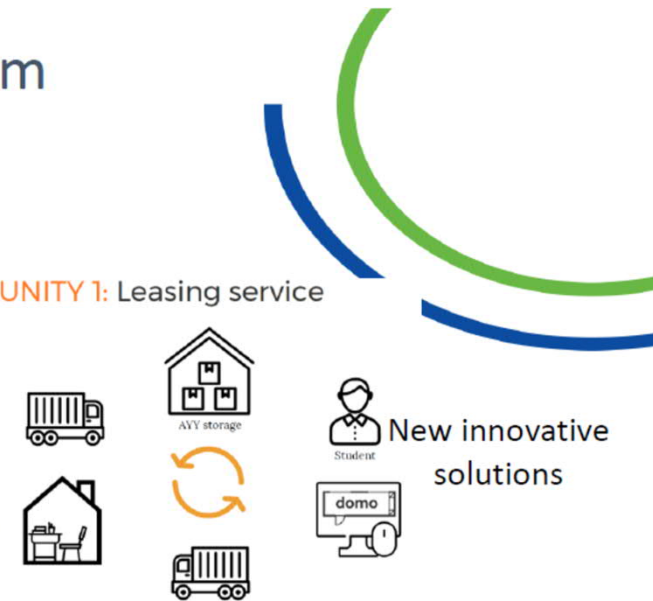 m
UNITY 1: Leasing service
AYY storage
Student
New innovative
solutions
domo